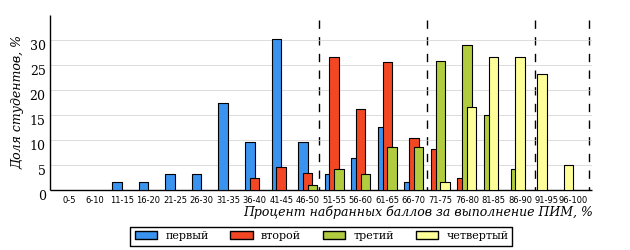 Доля студентов, %
30
25
20
15
10
5
0
0-5 6-10 11-15 16-20 21-25 26-30 31-35 36-40 41-45 46-50 51-55 56-60 61-65 66-70 71-75 76-80 81-85 86-90 91-95 96-100
Процент набранных баллов за выполнение ПИМ, %
первый второй третий четвертый